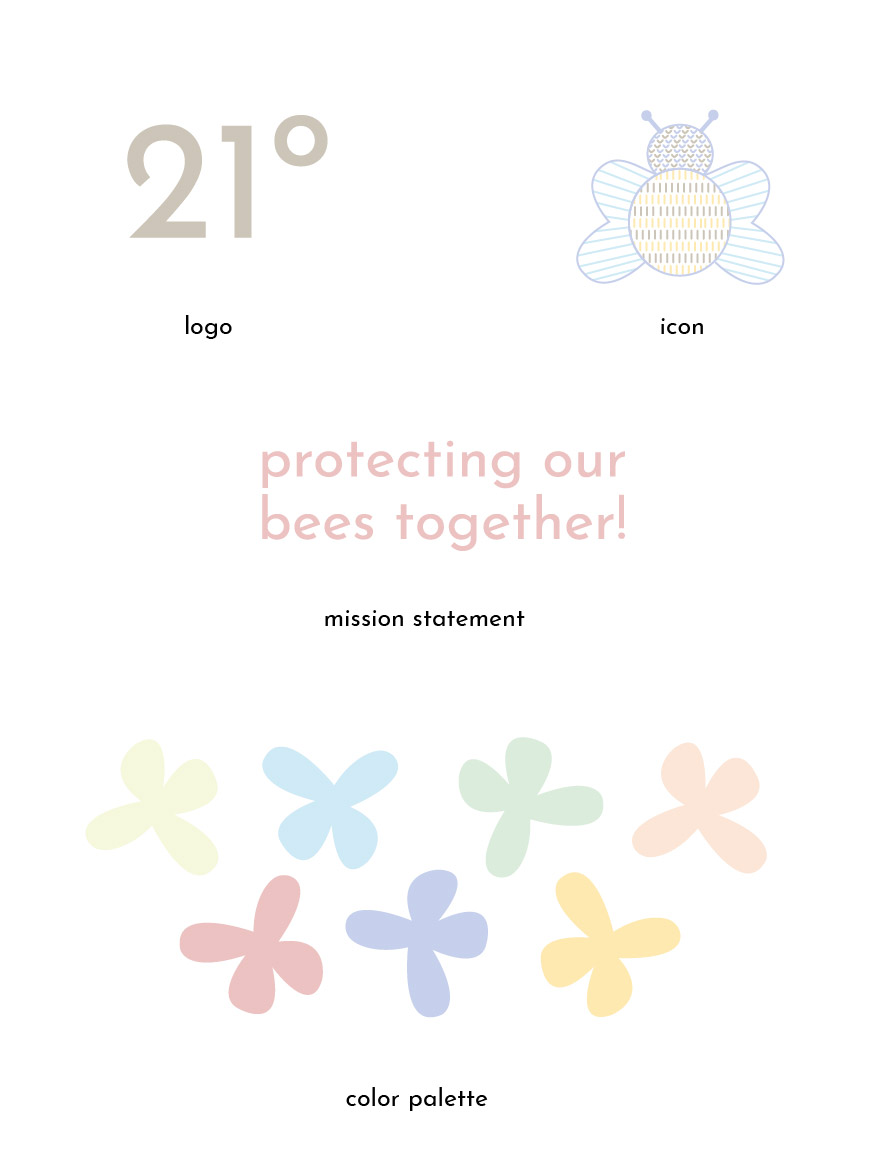 21°
logo
icon
protecting our
bees together!
mission statement
color palette